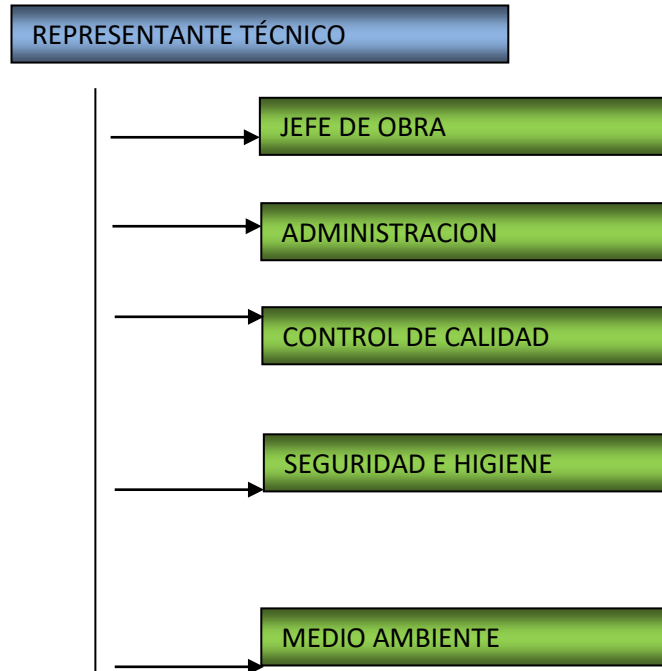 REPRESENTANTE TÉCNICO
JEFE DE OBRA
ADMINISTRACION
CONTROL DE CALIDAD
SEGURIDAD E HIGIENE
MEDIO AMBIENTE